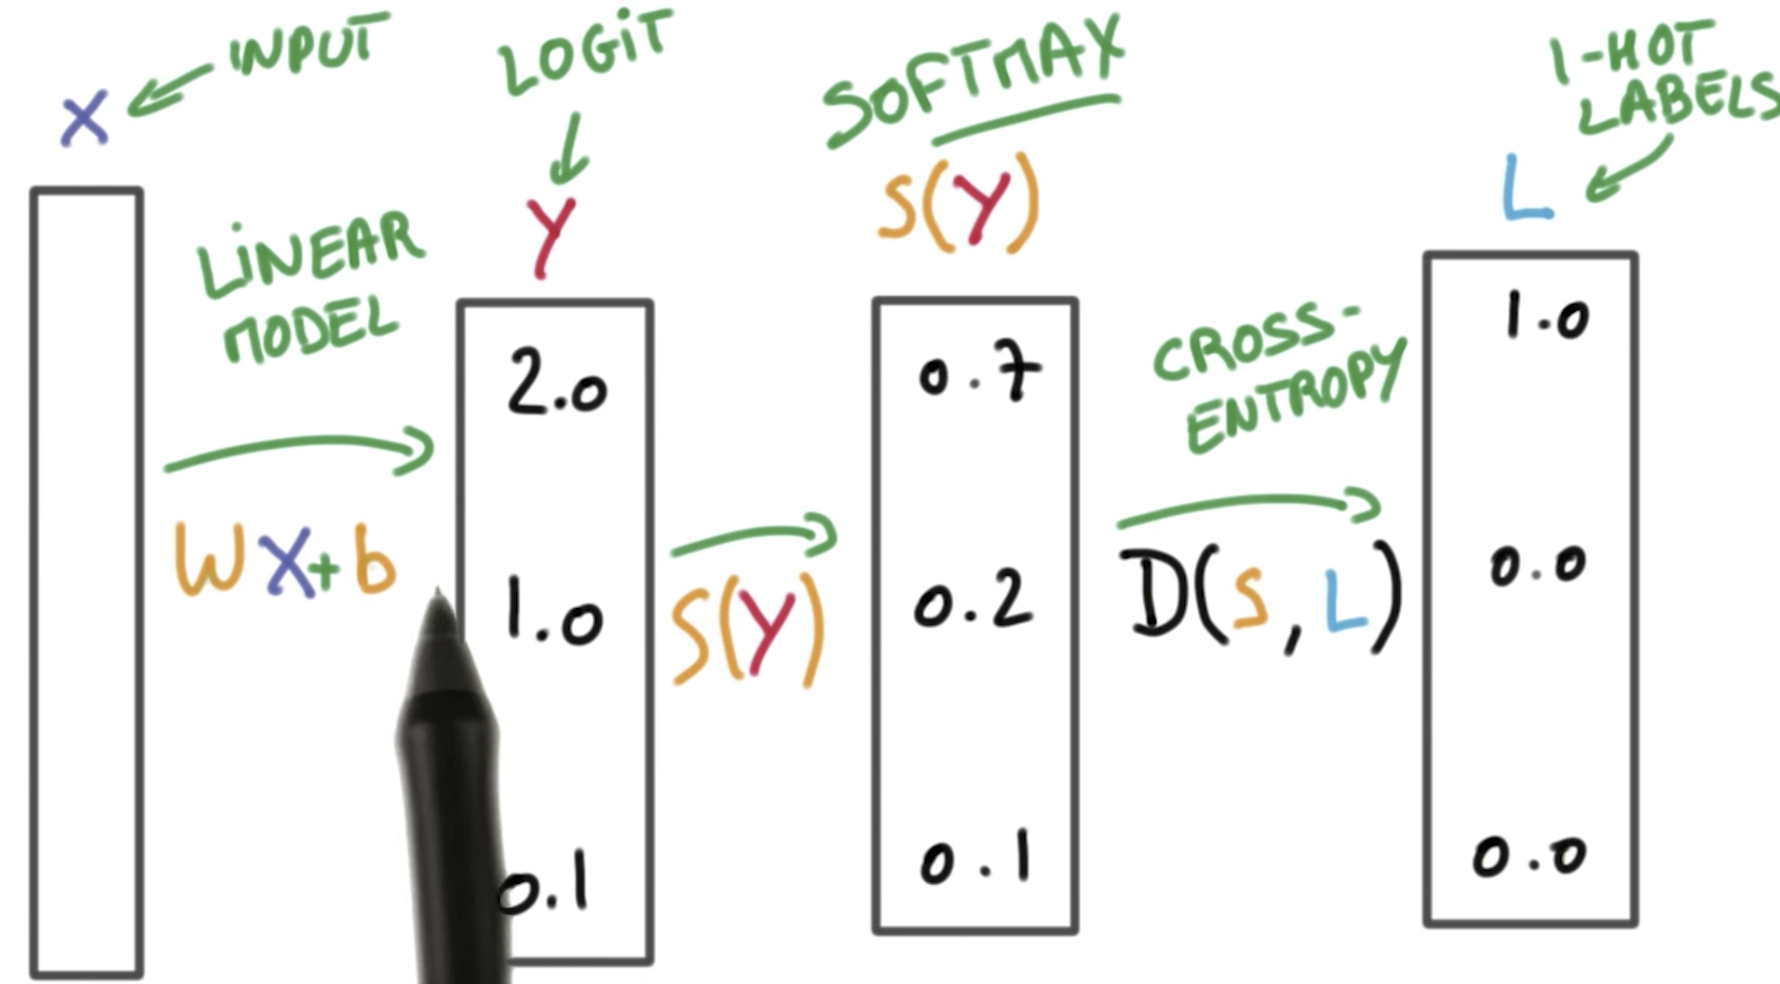 X
INPUT
LINEAR
MODEL
WX+b
LOGIT
Y
2.0
1.0
0.1
S(Y)
SOFTMAX
S(Y)
0.7
0.2
0.1
CROSS-
ENTROPY
D(S,L)
1-HOT
LABELS
L
1.0
0.0
0.0